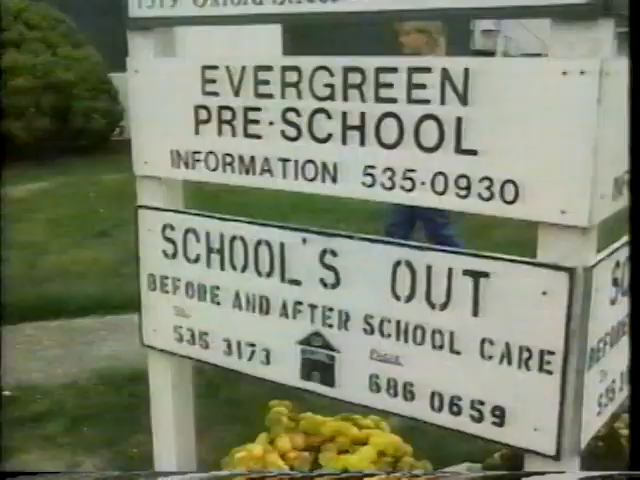 EVERGREEN
PRE-SCHOOL
INFORMATION 535-0930
SCHOOL'S OUT
BEFORE AND AFTER SCHOOL CARE
535 3173
686 0659